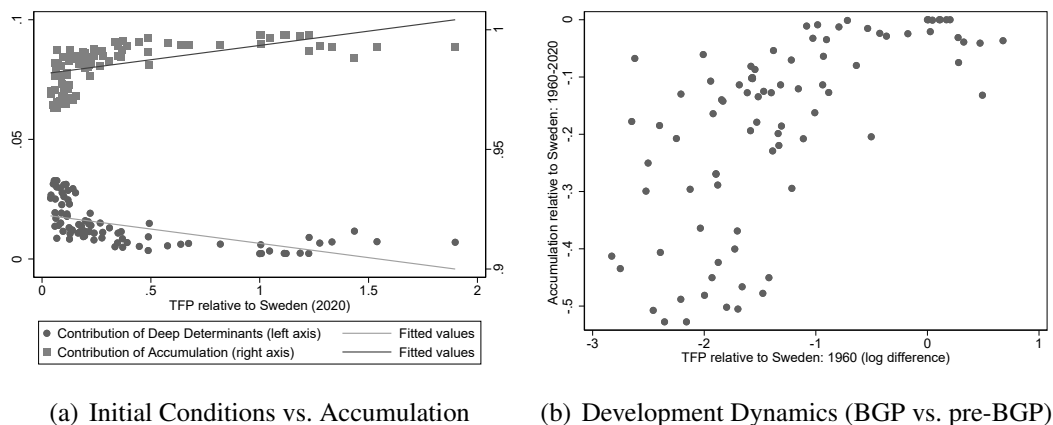 .1
.05
0
1
.95
.9
0
.5
1
1.5
2
TFP relative to Sweden (2020)
Contribution of Deep Determinants (left axis)
Fitted values
Contribution of Accumulation (right axis)
Fitted values
(a) Initial Conditions vs. Accumulation
Accumulation relative to Sweden: 1960-2020
0
-.1
-.2
-.3
-.4
-.5
-3
-2
-1
0
1
TFP relative to Sweden: 1960 (log difference)
(b) Development Dynamics (BGP vs. pre-BGP)